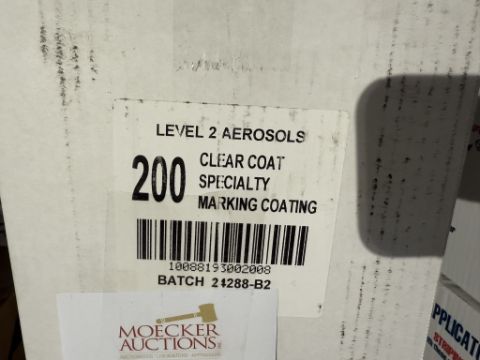 LEVEL 2 AEROSOLS
200 CLEAR COAT
SPECIALTY
MARKING COATING
10088193002008
BATCH 24288-B2
MOECKER
AUCTIONS